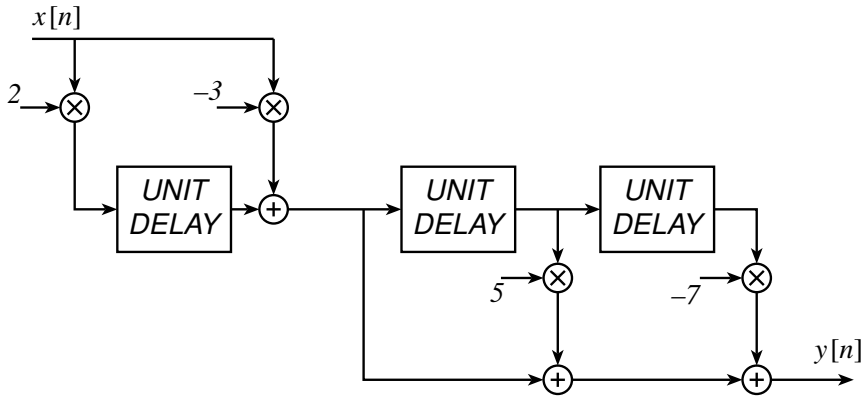 x[n]
2
–3
UNIT
DELAY
UNIT
DELAY
UNIT
DELAY
5
–7
y[n]